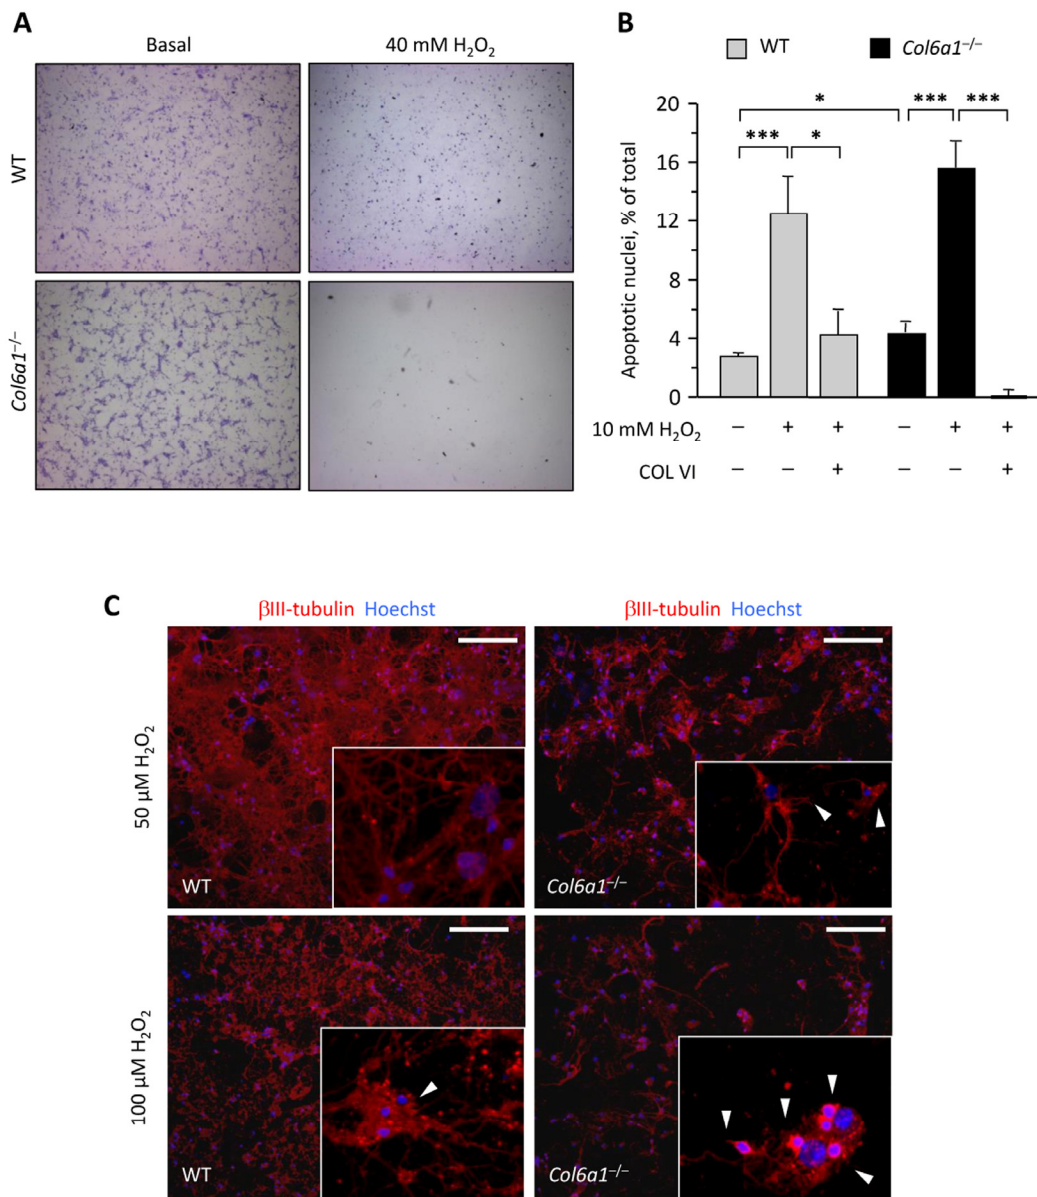 A
Basal
40 mM H₂O₂
WT
Col6a1⁻/⁻
B
WT
Col6a1⁻/⁻
Apoptotic nuclei, % of total
20
16
12
8
4
0
*
*** ***
*** *
10 mM H₂O₂ – + + – + +
COL VI – – + – – +
C
βIII-tubulin Hoechst
βIII-tubulin Hoechst
50 µM H₂O₂
WT
Col6a1⁻/⁻
100 µM H₂O₂
WT
Col6a1⁻/⁻